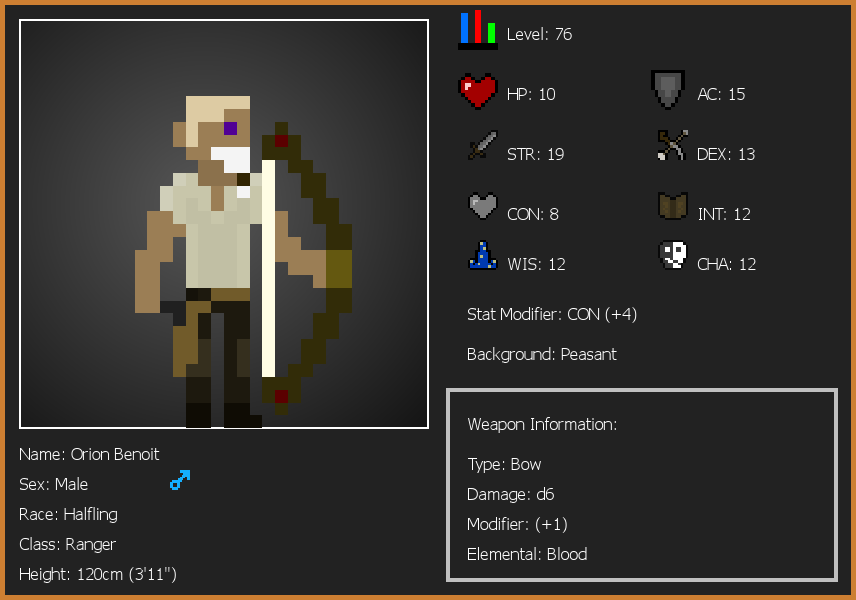 Level: 76
HP: 10
AC: 15
STR: 19
DEX: 13
CON: 8
INT: 12
WIS: 12
CHA: 12
Stat Modifier: CON (+4)
Background: Peasant
Weapon Information:
Type: Bow
Damage: d6
Modifier: (+1)
Elemental: Blood
Name: Orion Benoit
Sex: Male
Race: Halfling
Class: Ranger
Height: 120cm (3'11")